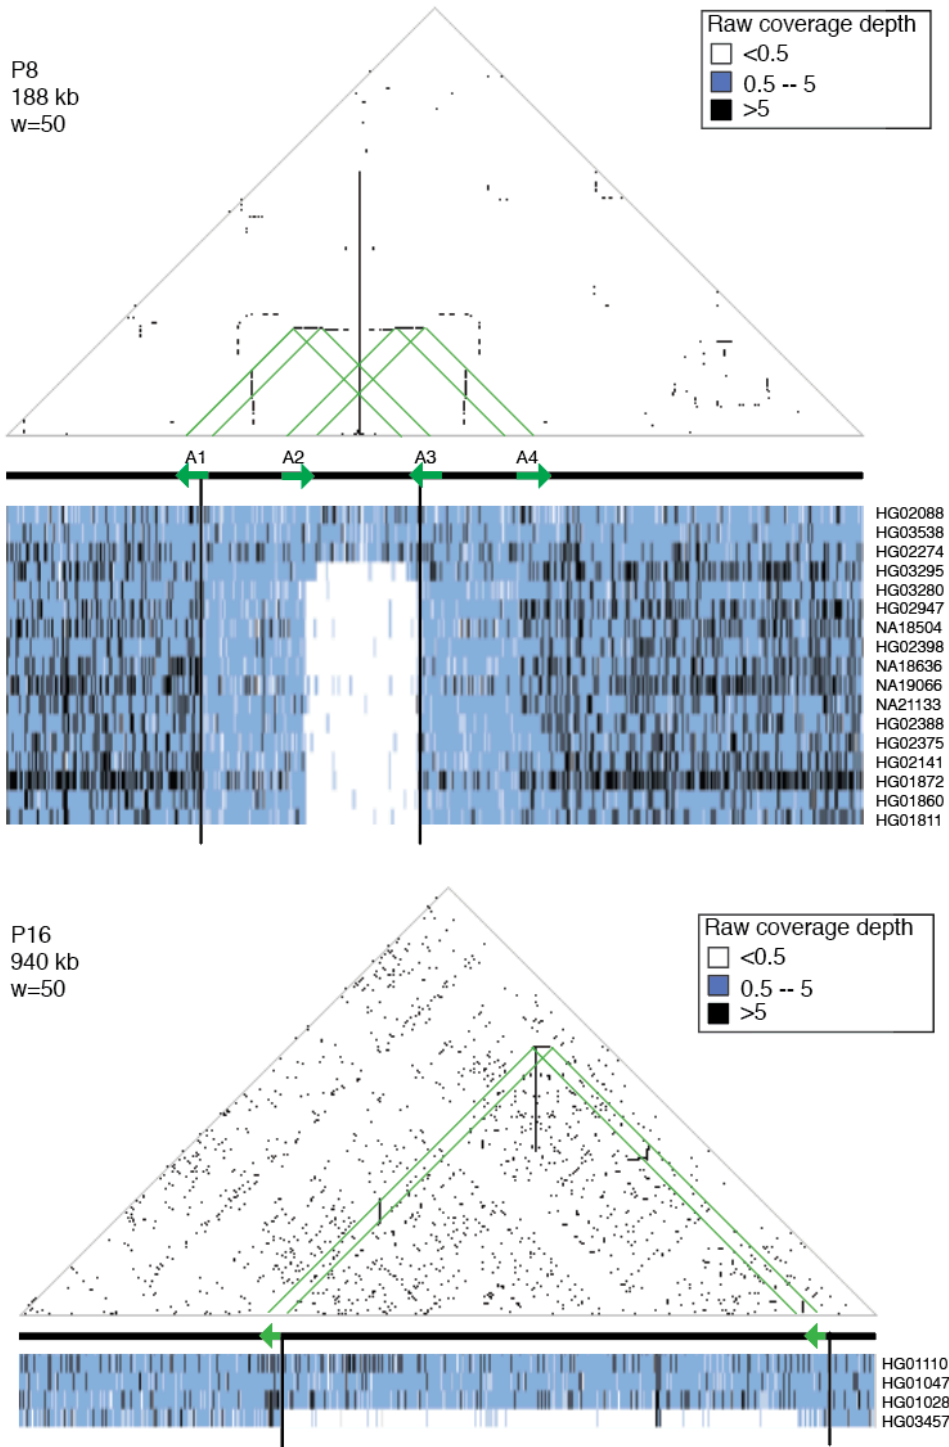 P8
188 kb
w=50
Raw coverage depth
<0.5
0.5 -- 5
>5
A1 A2 A3 A4
HG02088
HG03538
HG02274
HG03295
HG03280
HG02947
NA18504
HG02398
NA18636
NA19066
NA21133
HG02388
HG02375
HG02141
HG01872
HG01860
HG01811
P16
940 kb
w=50
Raw coverage depth
<0.5
0.5 -- 5
>5
HG01110
HG01047
HG01028
HG03457